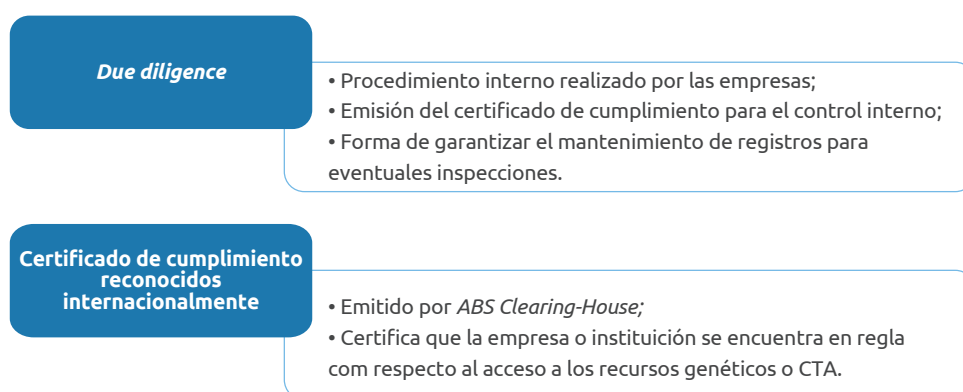 Due diligence
• Procedimiento interno realizado por las empresas;
• Emisión del certificado de cumplimiento para el control interno;
• Forma de garantizar el mantenimiento de registros para
eventuales inspecciones.
Certificado de cumplimiento
reconocidos
internacionalmente
• Emitido por ABS Clearing-House;
• Certifica que la empresa o instituición se encuentra en regla
com respecto al acceso a los recursos genéticos o CTA.